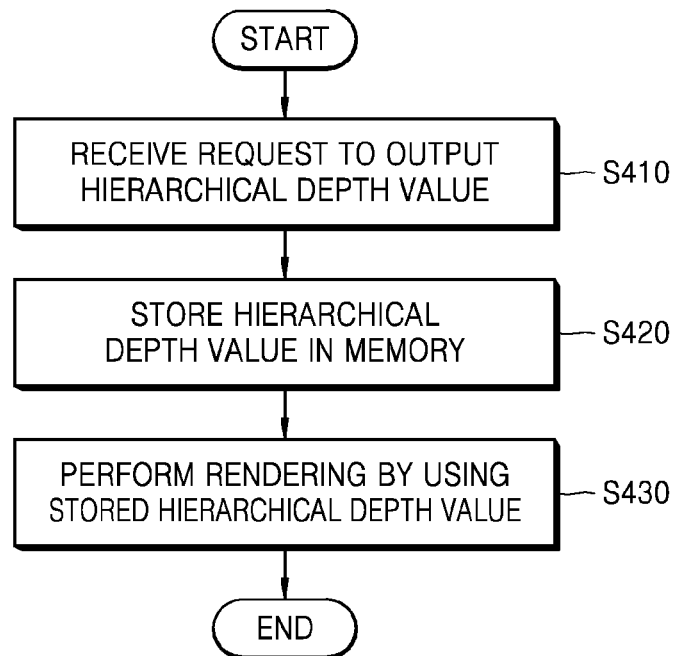 START
RECEIVE REQUEST TO OUTPUT
HIERARCHICAL DEPTH VALUE
S410
STORE HIERARCHICAL
DEPTH VALUE IN MEMORY
S420
PERFORM RENDERING BY USING
STORED HIERARCHICAL DEPTH VALUE
S430
END